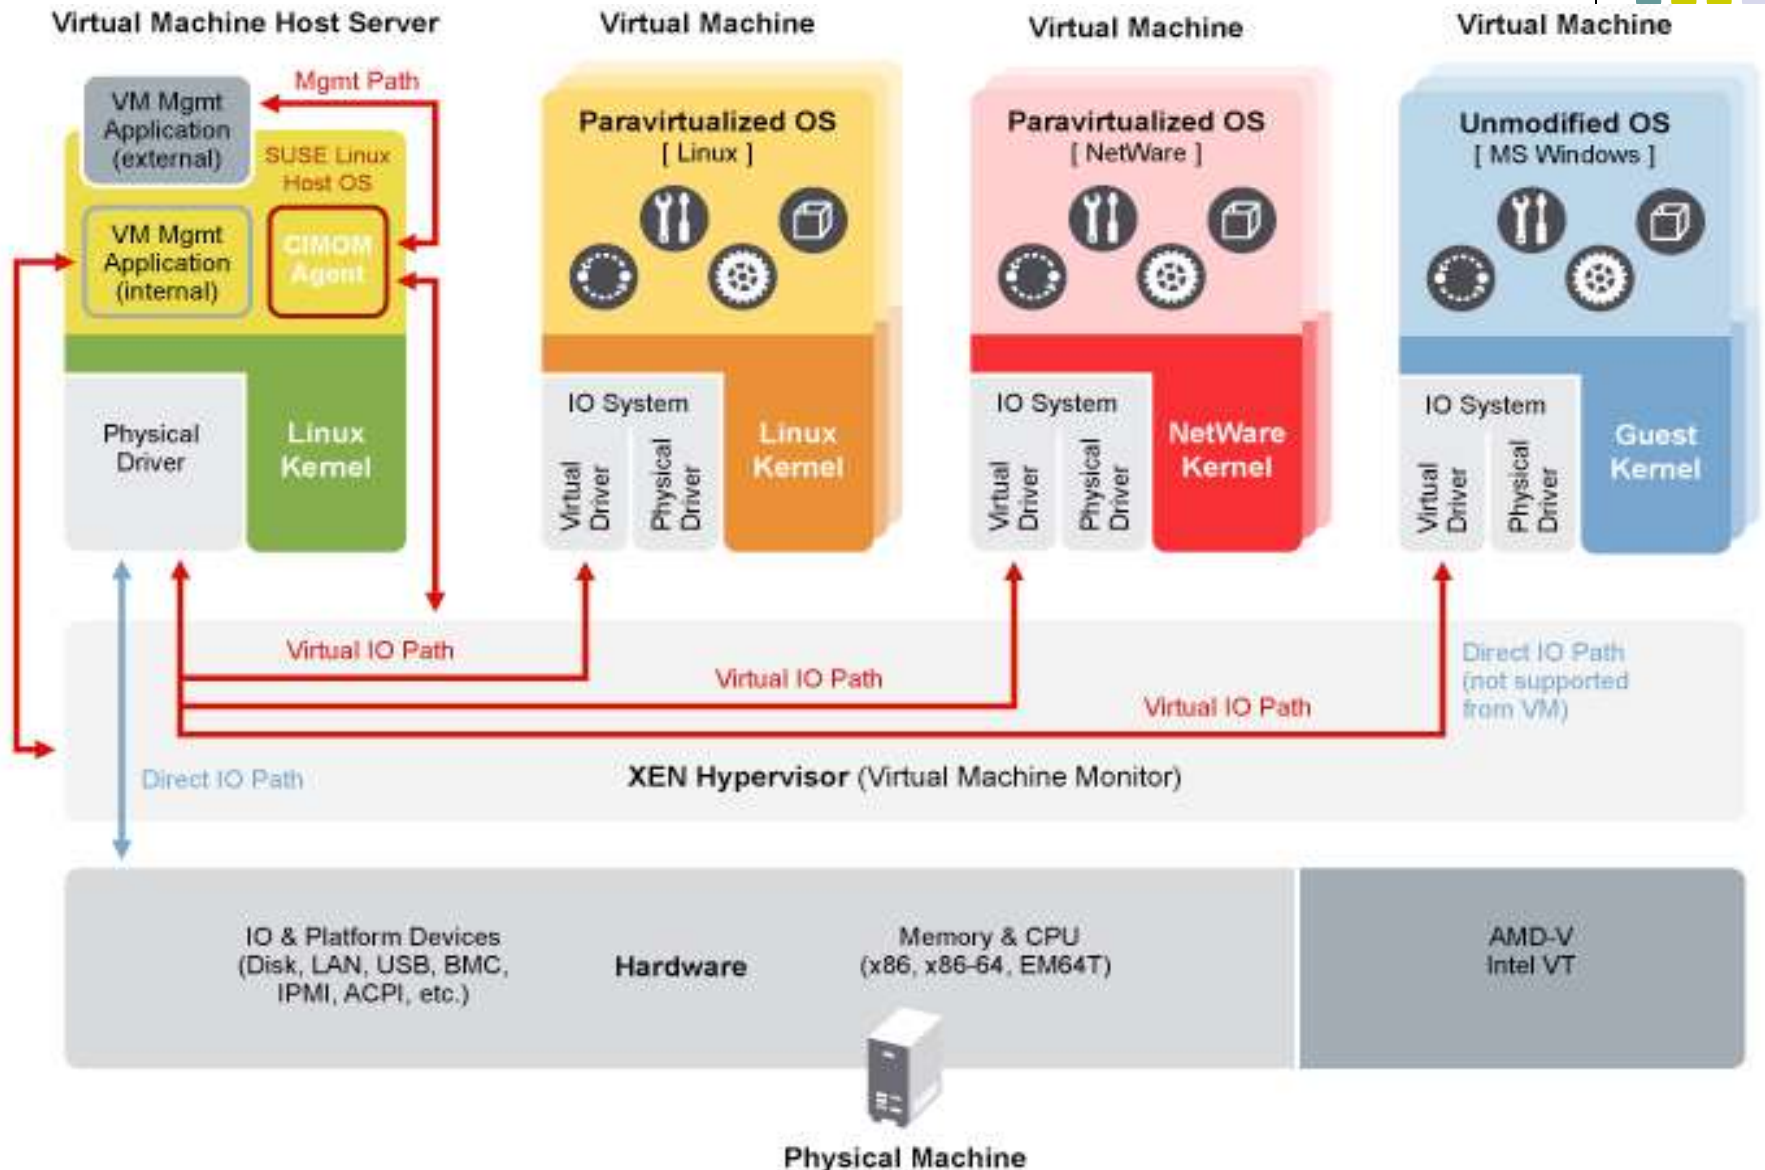 Virtual Machine Host Server
Virtual Machine
Virtual Machine
Virtual Machine
Mgmt Path
VM Mgmt
Application
(external)
SUSE Linux
Host OS
VM Mgmt
Application
(internal)
CIMOM
Agent
Physical
Driver
Linux
Kernel
Paravirtualized OS
[ Linux ]
IO System
Virtual
Driver
Physical
Driver
Linux
Kernel
Paravirtualized OS
[ NetWare ]
IO System
Virtual
Driver
Physical
Driver
NetWare
Kernel
Unmodified OS
[ MS Windows ]
IO System
Virtual
Driver
Physical
Driver
Guest
Kernel
Virtual IO Path
Virtual IO Path
Virtual IO Path
Direct IO Path
(not supported
from VM)
Direct IO Path
XEN Hypervisor (Virtual Machine Monitor)
IO & Platform Devices
(Disk, LAN, USB, BMC,
IPMI, ACPI, etc.)
Hardware
Memory & CPU
(x86, x86-64, EM64T)
AMD-V
Intel VT
Physical Machine